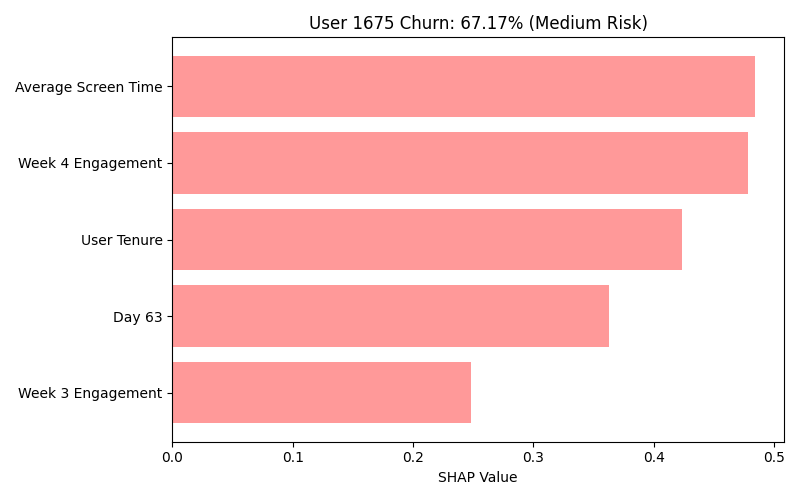 User 1675 Churn: 67.17% (Medium Risk)
Average Screen Time
Week 4 Engagement
User Tenure
Day 63
Week 3 Engagement
0.0 0.1 0.2 0.3 0.4 0.5
SHAP Value